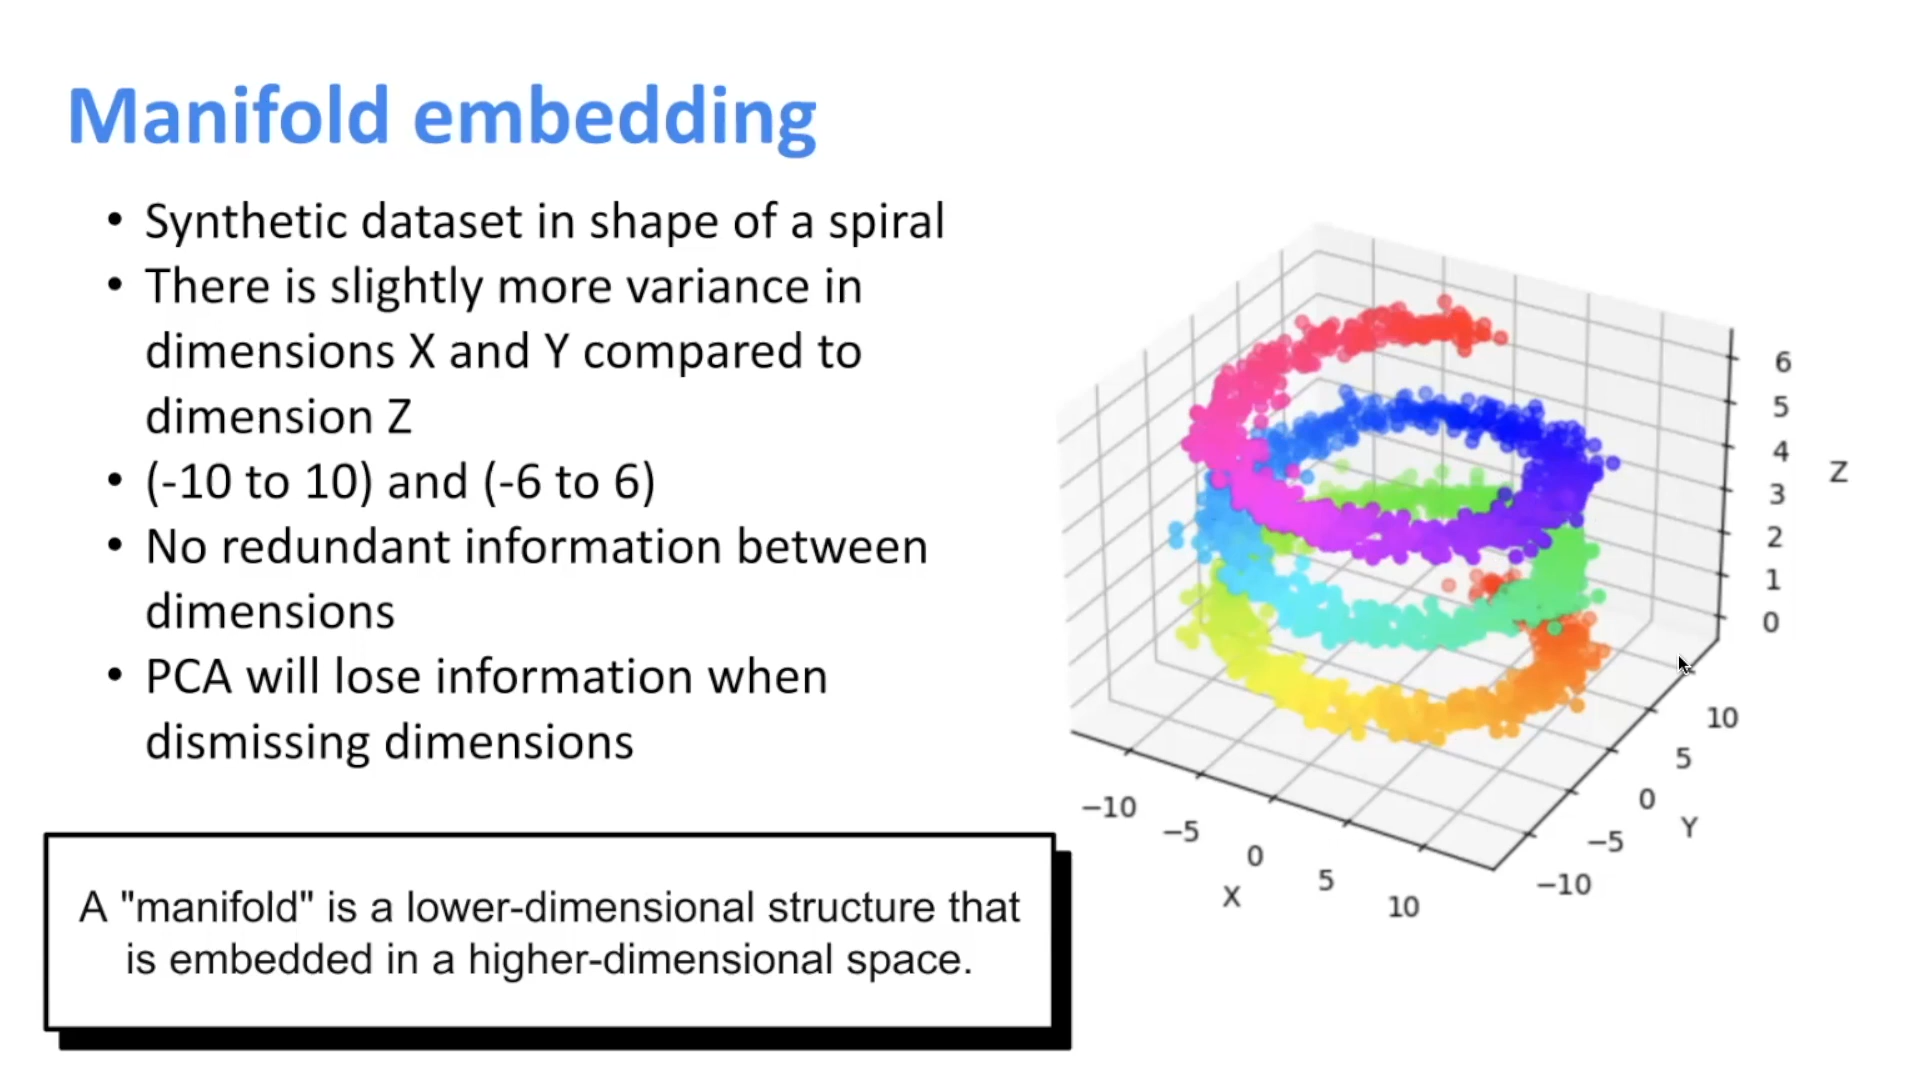 Manifold embedding
• Synthetic dataset in shape of a spiral
• There is slightly more variance in
dimensions X and Y compared to
dimension Z
• (-10 to 10) and (-6 to 6)
• No redundant information between
dimensions
• PCA will lose information when
dismissing dimensions
A "manifold" is a lower-dimensional structure that
is embedded in a higher-dimensional space.
6
5
4
3
2
1
0
Z
10
5
0
−5
−10
Y
−10
−5
0
5
10
X